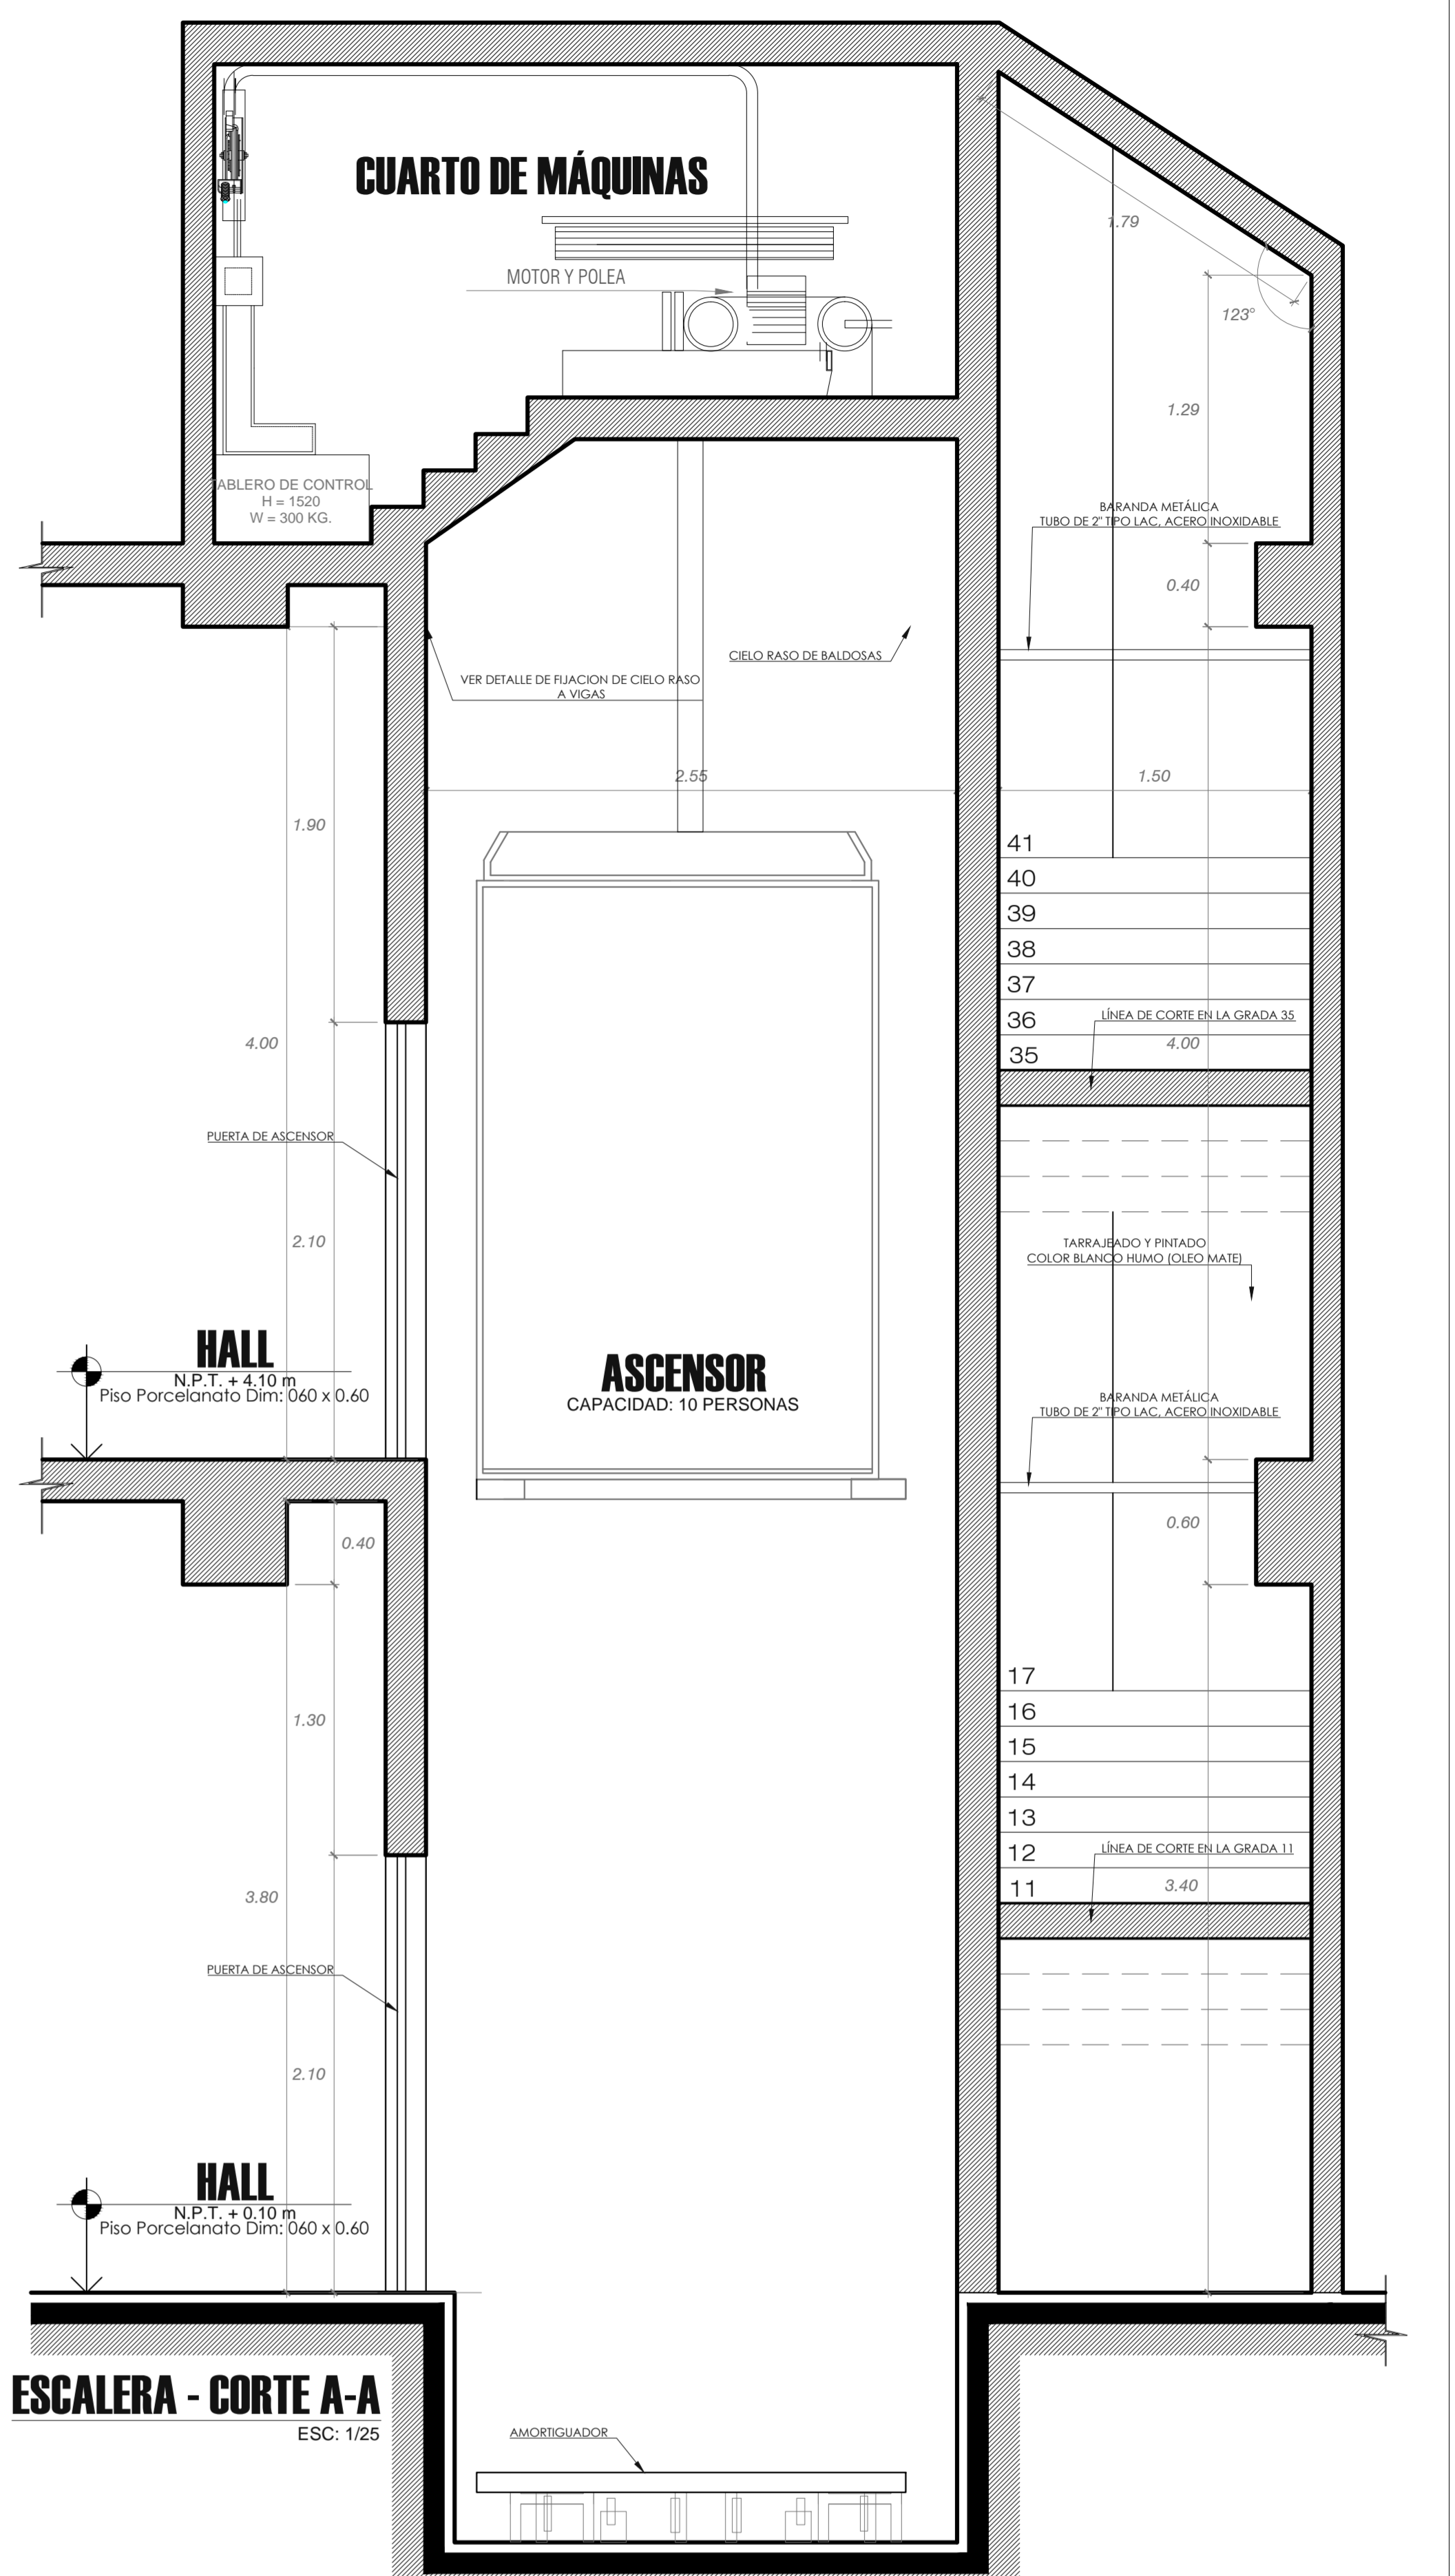 CUARTO DE MÁQUINAS
1.79
MOTOR Y POLEA
123°
1.29
ABLERO DE CONTROL
H = 1520
W = 300 KG.
BARANDA METÁLICA
TUBO DE 2" TIPO LAC, ACERO INOXIDABLE
0.40
CIELO RASO DE BALDOSAS
VER DETALLE DE FIJACION DE CIELO RASO
A VIGAS
2.55
1.50
1.90
41
40
39
38
37
36
35
LÍNEA DE CORTE EN LA GRADA 35
4.00
4.00
PUERTA DE ASCENSOR
2.10
TARRAJEADO Y PINTADO
COLOR BLANCO HUMO (OLEO MATE)
HALL
N.P.T. + 4.10 m
Piso Porcelanato Dim: 060 x 0.60
ASCENSOR
CAPACIDAD: 10 PERSONAS
BARANDA METÁLICA
TUBO DE 2" TIPO LAC, ACERO INOXIDABLE
0.40
0.60
1.30
17
16
15
14
13
12
11
LÍNEA DE CORTE EN LA GRADA 11
3.80
3.40
PUERTA DE ASCENSOR
2.10
HALL
N.P.T. + 0.10 m
Piso Porcelanato Dim: 060 x 0.60
ESCALERA - CORTE A-A
ESC: 1/25
AMORTIGUADOR